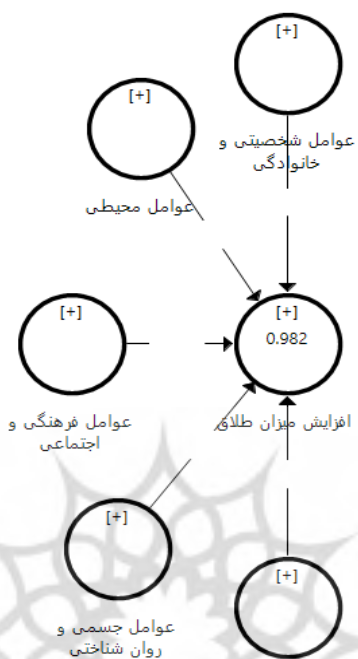 [+]
عوامل شخصیتی و
خانوادگی
[+]
عوامل محیطی
[+]
0.982
افزایش میزان طلاق
[+]
عوامل فرهنگی و
اجتماعی
[+]
عوامل جسمی و
روان شناختی
[+]